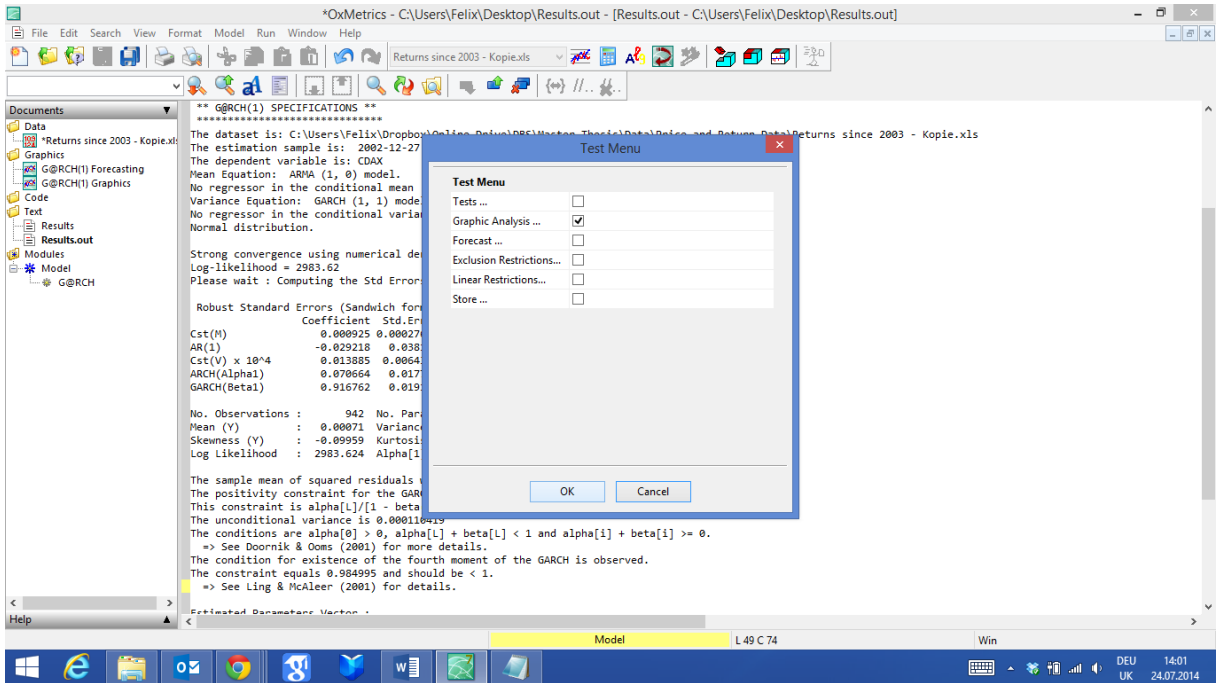 *OxMetrics - C:\Users\Felix\Desktop\Results.out - [Results.out - C:\Users\Felix\Desktop\Results.out]
File Edit Search View Format Model Run Window Help
Returns since 2003 - Kopie.xls
Documents
Data
*Returns since 2003 - Kopie.xls
Graphics
G@RCH(1) Forecasting
G@RCH(1) Graphics
Code
Text
Results
Results.out
Modules
Model
G@RCH
Help
** G@RCH(1) SPECIFICATIONS **
******************************
The dataset is: C:\Users\Felix\Dropbox\Online Drive\DBS\Master Thesis\Data\Price and Return Data\Returns since 2003 - Kopie.xls
The estimation sample is: 2002-12-27
The dependent variable is: CDAX
Mean Equation: ARMA (1, 0) model.
No regressor in the conditional mean
Variance Equation: GARCH (1, 1) mode
No regressor in the conditional varia
Normal distribution.
Strong convergence using numerical de
Log-likelihood = 2983.62
Please wait : Computing the Std Error
Robust Standard Errors (Sandwich for
Coefficient Std.Er
Cst(M) 0.000925 0.00027
AR(1) -0.029218 0.038
Cst(V) x 10^4 0.013885 0.0064
ARCH(Alpha1) 0.070664 0.017
GARCH(Beta1) 0.916762 0.019
No. Observations : 942 No. Para
Mean (Y) : 0.00071 Variance
Skewness (Y) : -0.09959 Kurtosi
Log Likelihood : 2983.624 Alpha[1
The sample mean of squared residuals
The positivity constraint for the GAR
This constraint is alpha[L]/[1 - beta
The unconditional variance is 0.000110419
The conditions are alpha[0] > 0, alpha[L] + beta[L] < 1 and alpha[i] + beta[i] >= 0.
=> See Doornik & Ooms (2001) for more details.
The condition for existence of the fourth moment of the GARCH is observed.
The constraint equals 0.984995 and should be < 1.
=> See Ling & McAleer (2001) for details.
Estimated Parameters Vector :
Test Menu
Test Menu
Tests ...
Graphic Analysis ...
Forecast ...
Exclusion Restrictions...
Linear Restrictions...
Store ...
OK Cancel
Model L 49 C 74 Win
DEU 14:01
UK 24.07.2014